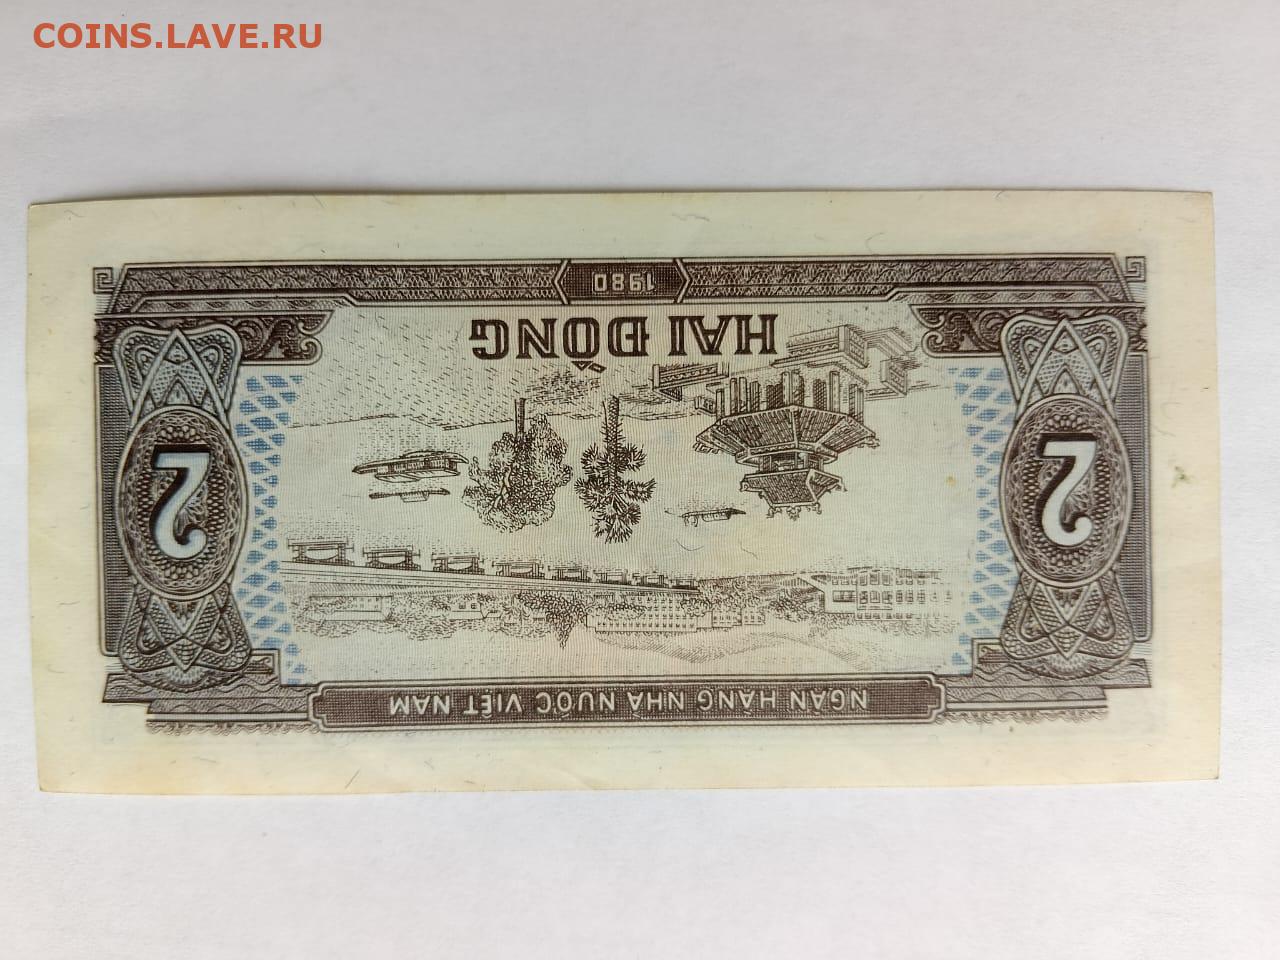 COINS.LAVE.RU
NGÂN HÀNG NHÀ NƯỚC VIỆT NAM
2
2
HAI ĐỒNG
1980